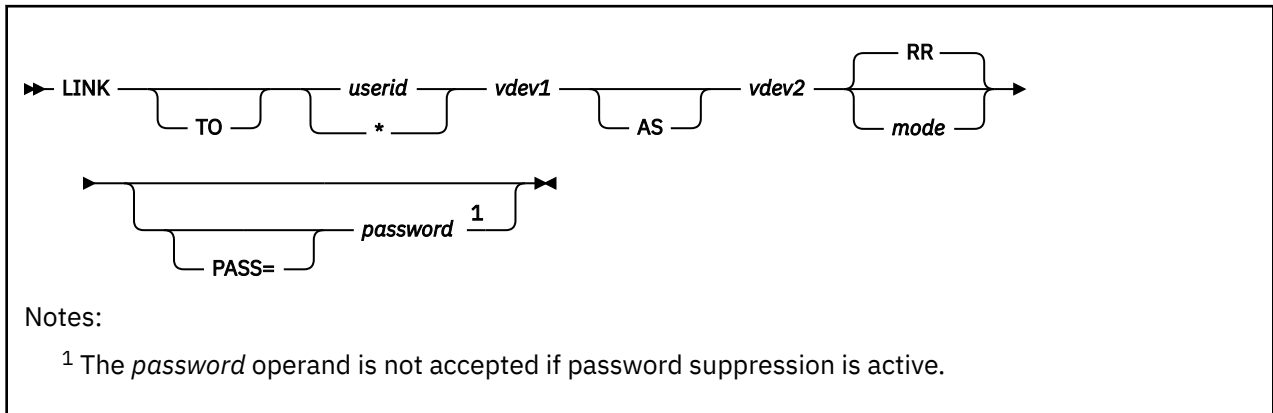 RR
LINK userid vdev1 vdev2
TO * AS mode
1
password
PASS=
Notes:
1 The password operand is not accepted if password suppression is active.